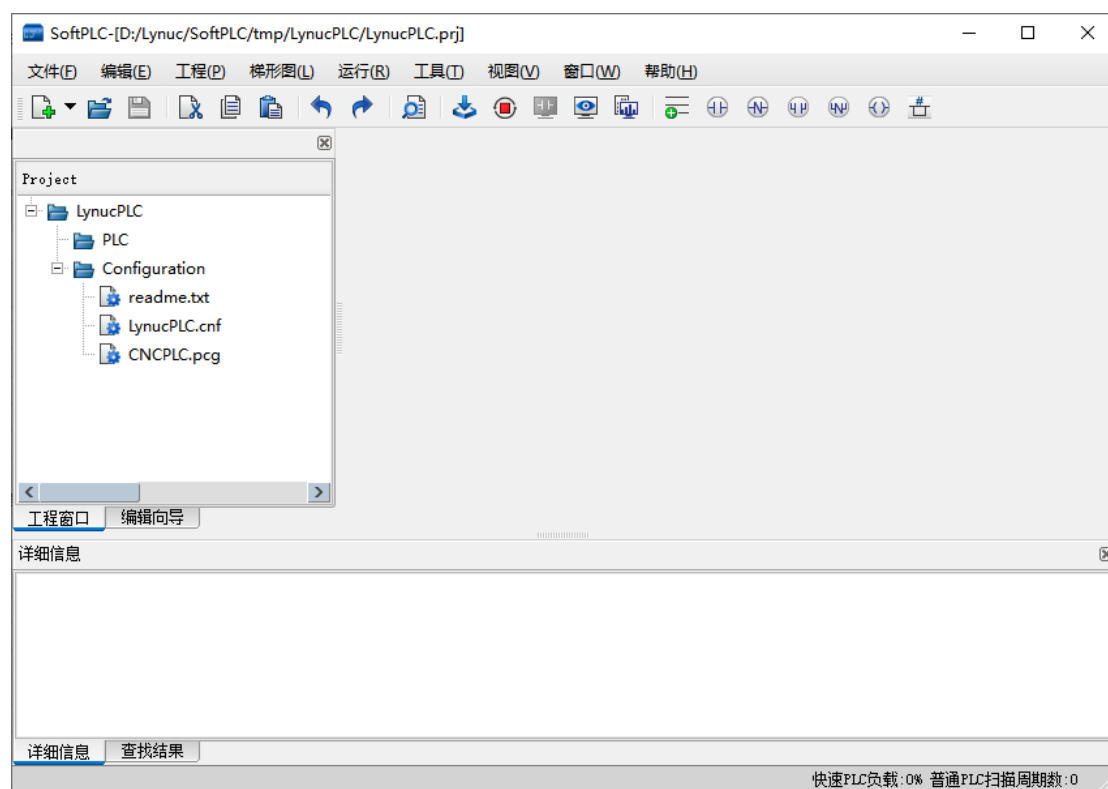 SoftPLC-[D:/Lynuc/SoftPLC/tmp/LynucPLC/LynucPLC.prj]
文件(F) 编辑(E) 工程(P) 梯形图(L) 运行(R) 工具(T) 视图(V) 窗口(W) 帮助(H)
Project
LynucPLC
PLC
Configuration
readme.txt
LynucPLC.cnf
CNCPLC.pcg
工程窗口 编辑向导
详细信息
详细信息 查找结果
快速PLC负载:0% 普通PLC扫描周期数:0